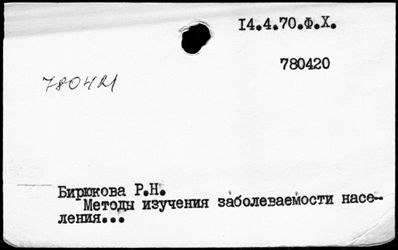 I4.4.70.Ф.Х.
780420
780421
Бирюкова Р.Н.
Методы изучения заболеваемости насе-
ления...